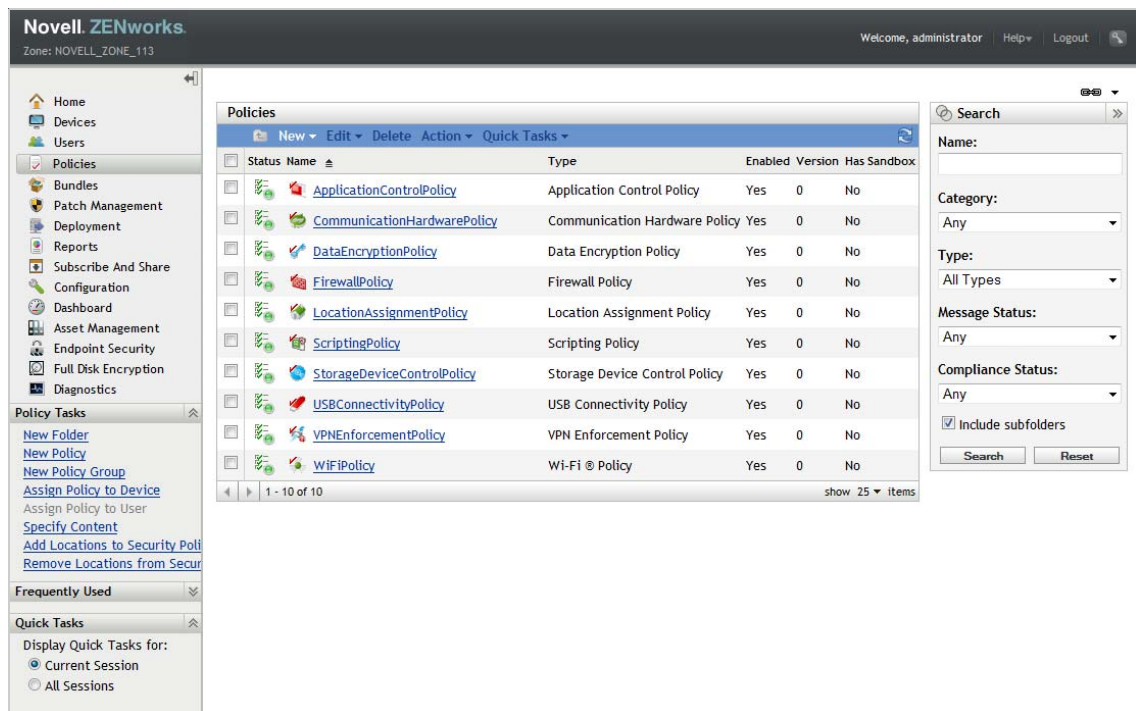 Novell ZENworks
Zone: NOVELL_ZONE_113
Welcome, administrator Help Logout
Home
Devices
Users
Policies
Bundles
Patch Management
Deployment
Reports
Subscribe And Share
Configuration
Dashboard
Asset Management
Endpoint Security
Full Disk Encryption
Diagnostics
Policy Tasks
New Folder
New Policy
New Policy Group
Assign Policy to Device
Assign Policy to User
Specify Content
Add Locations to Security Poli
Remove Locations from Secur
Frequently Used
Quick Tasks
Display Quick Tasks for:
Current Session
All Sessions
Policies
New Edit Delete Action Quick Tasks
Status Name Type Enabled Version Has Sandbox
ApplicationControlPolicy Application Control Policy Yes 0 No
CommunicationHardwarePolicy Communication Hardware Policy Yes 0 No
DataEncryptionPolicy Data Encryption Policy Yes 0 No
FirewallPolicy Firewall Policy Yes 0 No
LocationAssignmentPolicy Location Assignment Policy Yes 0 No
ScriptingPolicy Scripting Policy Yes 0 No
StorageDeviceControlPolicy Storage Device Control Policy Yes 0 No
USBConnectivityPolicy USB Connectivity Policy Yes 0 No
VPNEnforcementPolicy VPN Enforcement Policy Yes 0 No
WiFiPolicy Wi-Fi ® Policy Yes 0 No
1 - 10 of 10 show 25 items
Search
Name:
Category:
Any
Type:
All Types
Message Status:
Any
Compliance Status:
Any
Include subfolders
Search Reset